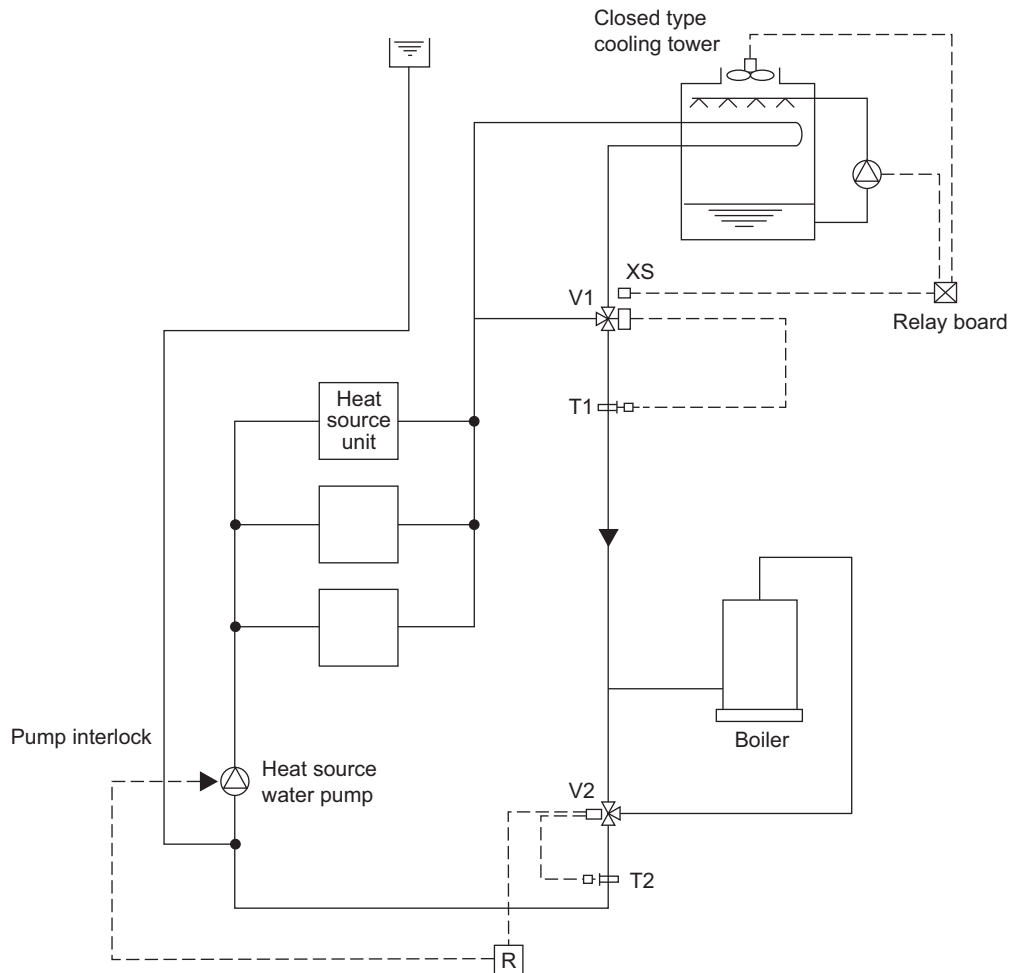 Closed type
cooling tower
XS
V1
Relay board
T1
Heat
source
unit
Pump interlock
Heat source
water pump
Boiler
V2
T2
R